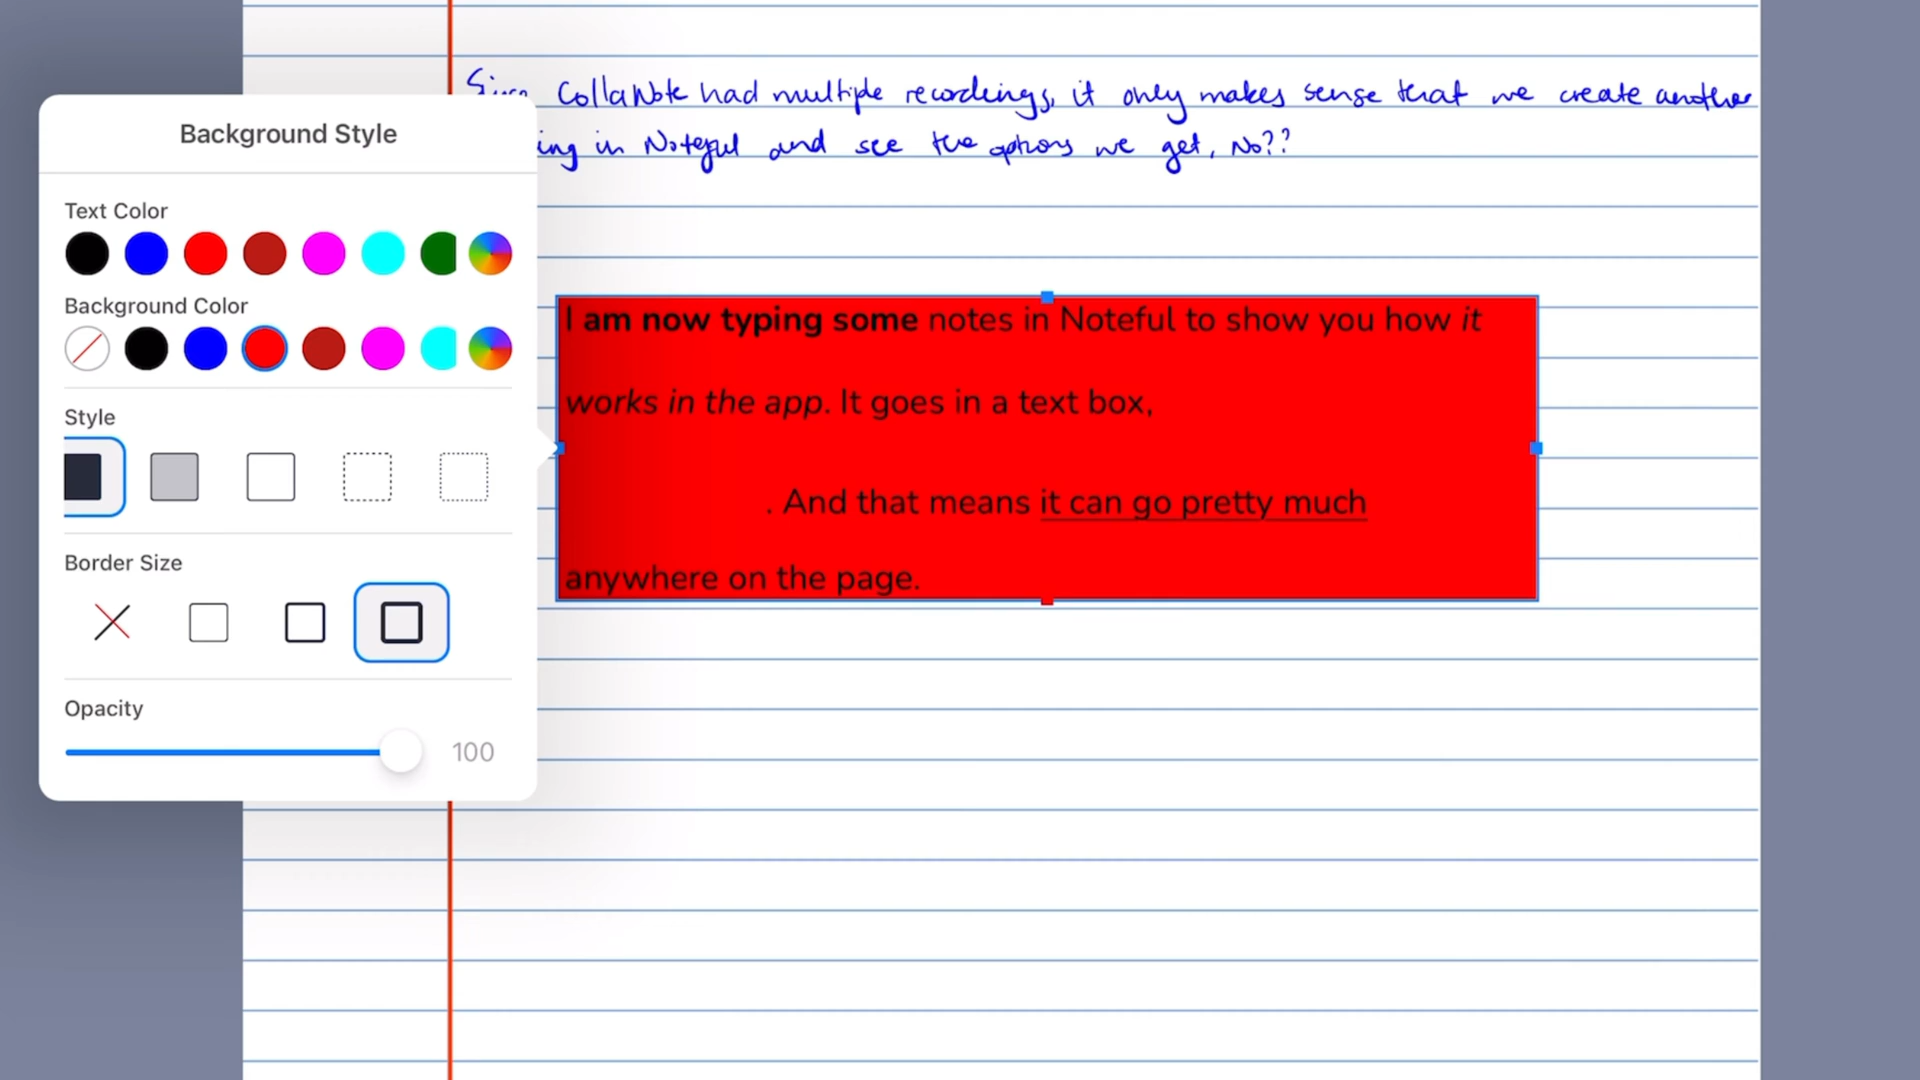 Since CollaNote had multiple recordings, it only makes sense that we create another
ing in Noteful and see the options we get, No??
Background Style
Text Color
Background Color
Style
Border Size
Opacity
100
I am now typing some notes in Noteful to show you how it
works in the app. It goes in a text box,
. And that means it can go pretty much
anywhere on the page.